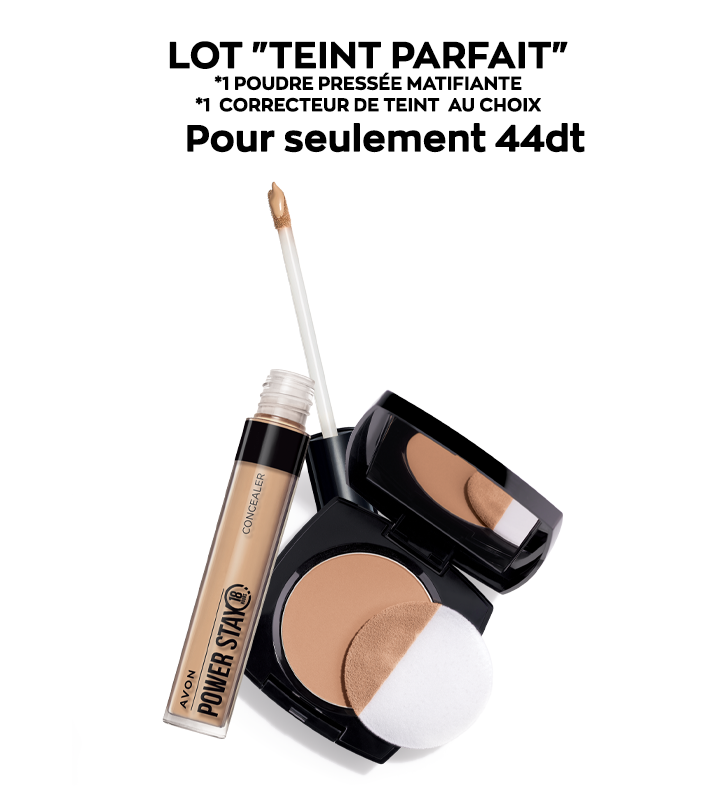 LOT "TEINT PARFAIT"
*1 POUDRE PRESSÉE MATIFIANTE
*1 CORRECTEUR DE TEINT AU CHOIX
Pour seulement 44dt
CONCEALER
POWER STAY 18
AVON